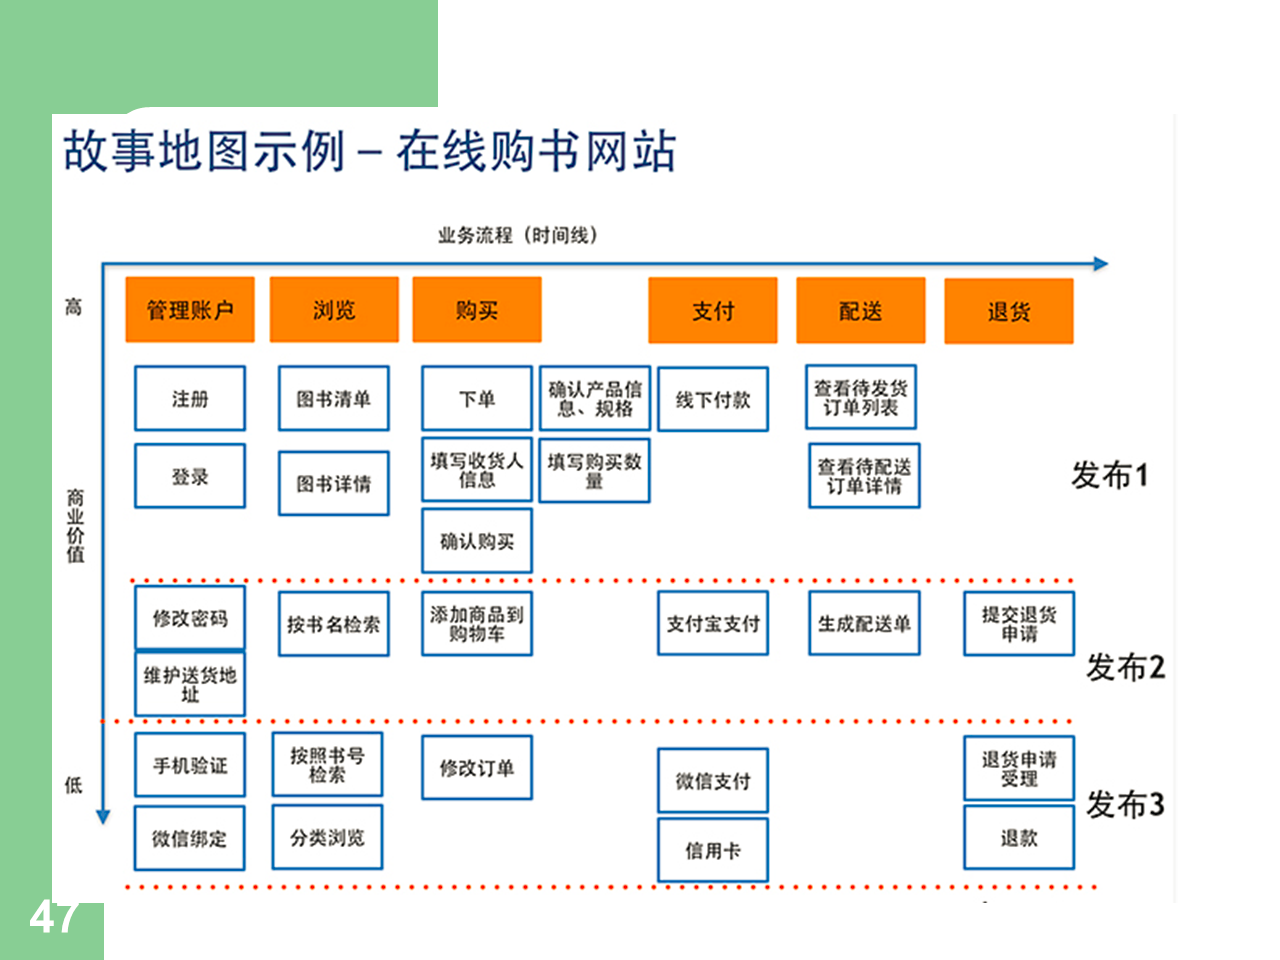 故事地图示例 – 在线购书网站
业务流程（时间线）
高
管理账户
浏览
购买
支付
配送
退货
注册
图书清单
下单
确认产品信
息、规格
线下付款
查看待发货
订单列表
登录
图书详情
填写收货人
信息
填写购买数
量
查看待配送
订单详情
发布1
商业价值
确认购买
修改密码
按书名检索
添加商品到
购物车
支付宝支付
生成配送单
提交退货
申请
维护送货地
址
发布2
手机验证
按照书号
检索
修改订单
微信支付
退货申请
受理
低
发布3
微信绑定
分类浏览
信用卡
退款
47